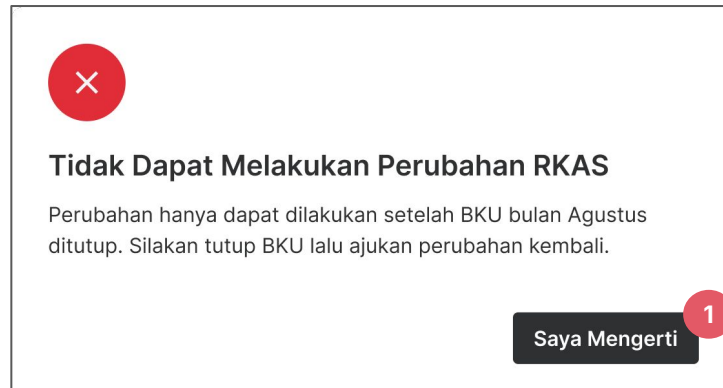 Tidak Dapat Melakukan Perubahan RKAS
Perubahan hanya dapat dilakukan setelah BKU bulan Agustus
ditutup. Silakan tutup BKU lalu ajukan perubahan kembali.
1
Saya Mengerti